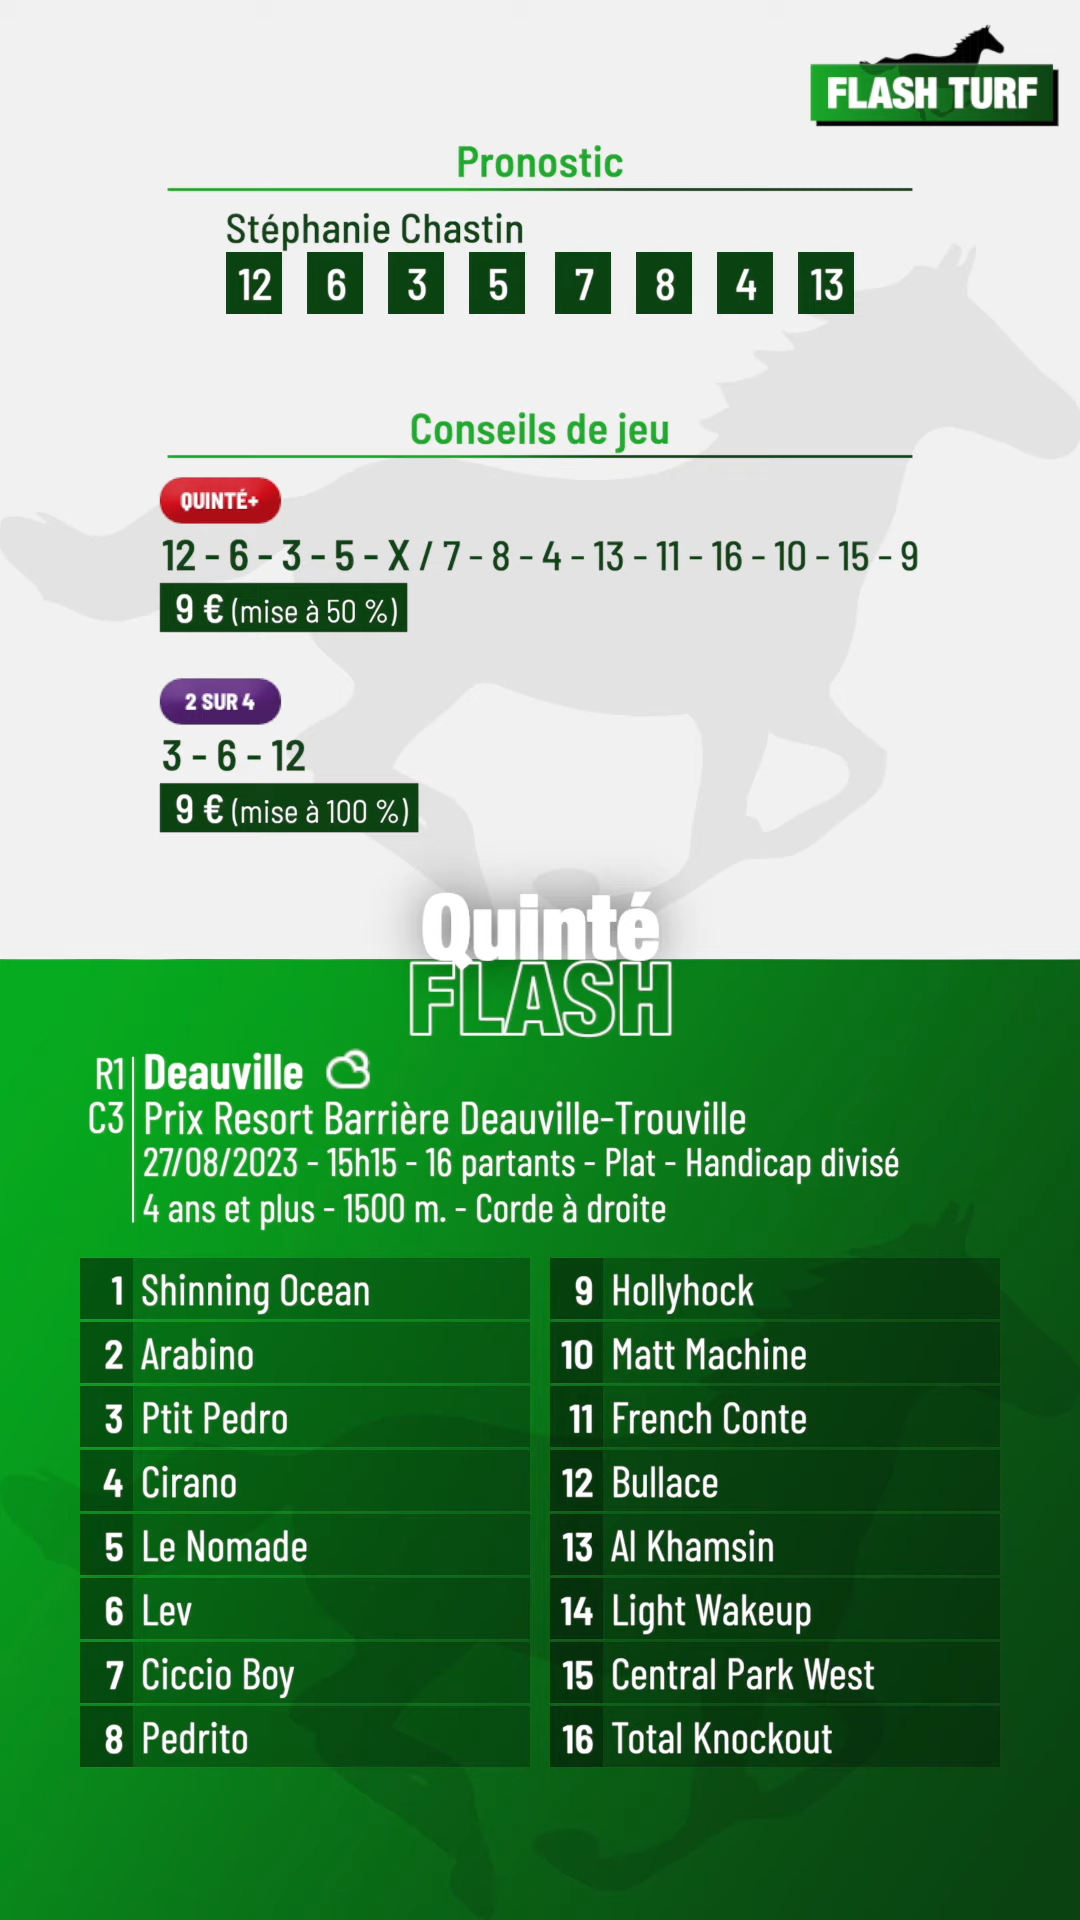 FLASH TURF
Pronostic
Stéphanie Chastin
12 6 3 5 7 8 4 13
Conseils de jeu
QUINTÉ+
12 - 6 - 3 - 5 - X / 7 - 8 - 4 - 13 - 11 - 16 - 10 - 15 - 9
9 € (mise à 50 %)
2 SUR 4
3 - 6 - 12
9 € (mise à 100 %)
Quinté
FLASH
R1 Deauville
C3 Prix Resort Barrière Deauville-Trouville
27/08/2023 - 15h15 - 16 partants - Plat - Handicap divisé
4 ans et plus - 1500 m. - Corde à droite
1 Shinning Ocean
2 Arabino
3 Ptit Pedro
4 Cirano
5 Le Nomade
6 Lev
7 Ciccio Boy
8 Pedrito
9 Hollyhock
10 Matt Machine
11 French Conte
12 Bullace
13 Al Khamsin
14 Light Wakeup
15 Central Park West
16 Total Knockout